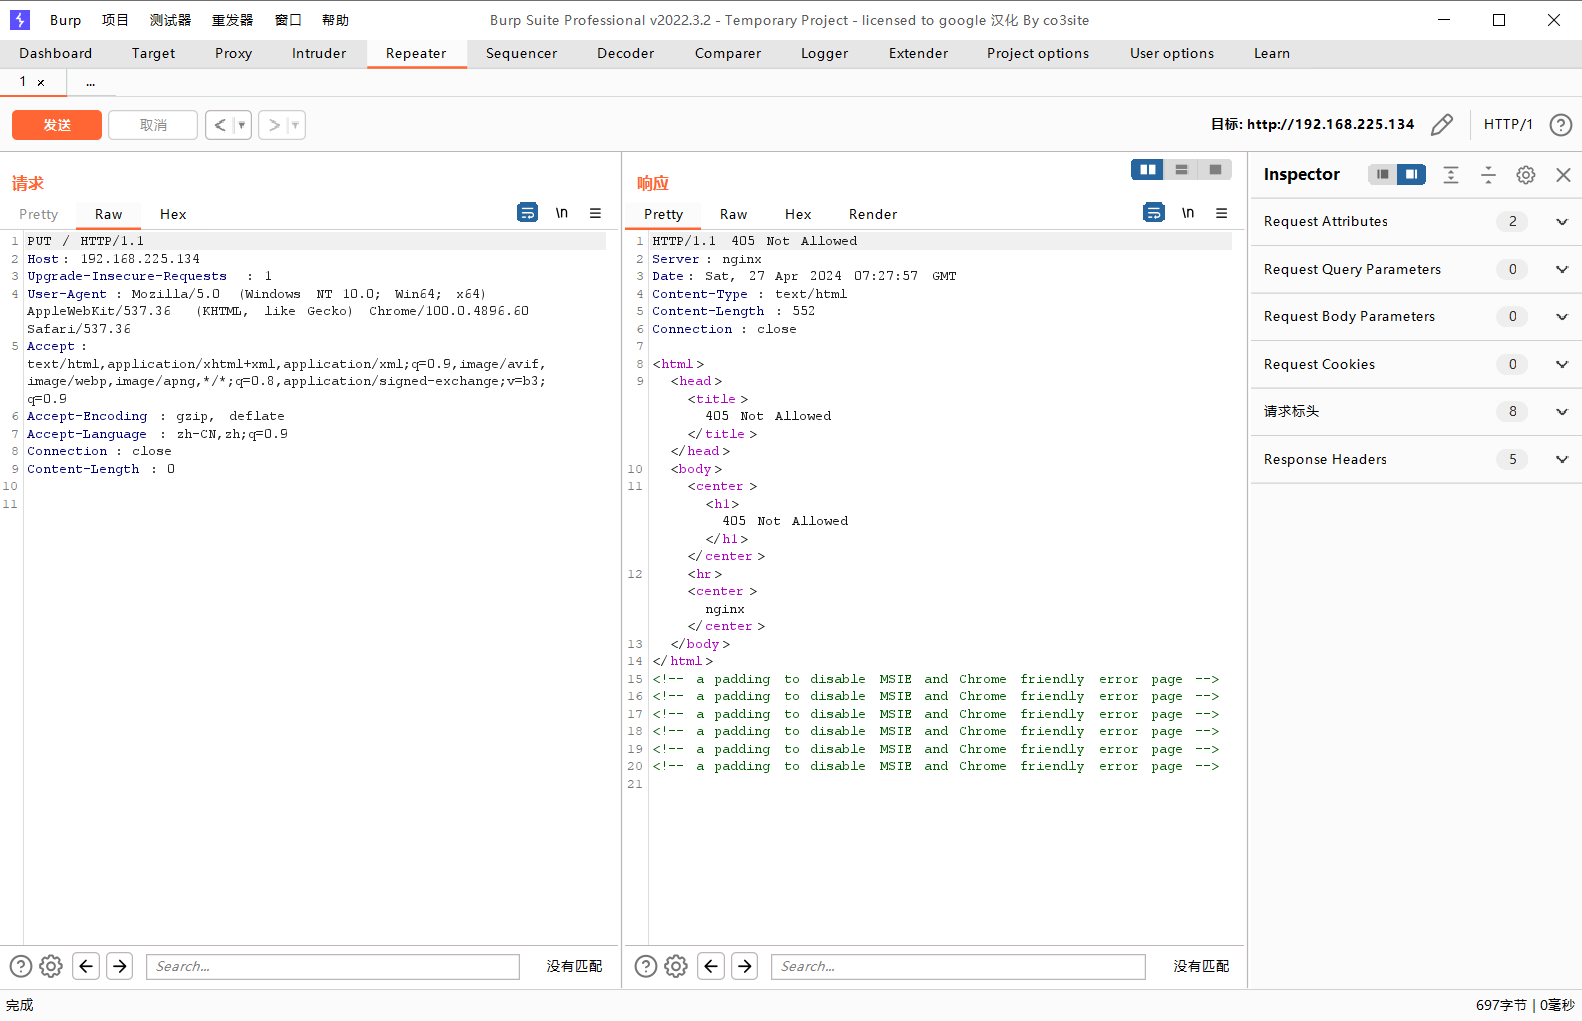 Burp 项目 测试器 重发器 窗口 帮助 Burp Suite Professional v2022.3.2 - Temporary Project - licensed to google 汉化 By co3site
Dashboard Target Proxy Intruder Repeater Sequencer Decoder Comparer Logger Extender Project options User options Learn
1 × ...
发送 取消 < > 目标: http://192.168.225.134 HTTP/1 ?
请求
Pretty Raw Hex \n
1 PUT / HTTP/1.1
2 Host: 192.168.225.134
3 Upgrade-Insecure-Requests : 1
4 User-Agent : Mozilla/5.0 (Windows NT 10.0; Win64; x64)
AppleWebKit/537.36 (KHTML, like Gecko) Chrome/100.0.4896.60
Safari/537.36
5 Accept :
text/html,application/xhtml+xml,application/xml;q=0.9,image/avif,
image/webp,image/apng,*/*;q=0.8,application/signed-exchange;v=b3;
q=0.9
6 Accept-Encoding : gzip, deflate
7 Accept-Language : zh-CN,zh;q=0.9
8 Connection : close
9 Content-Length : 0
10
11
? Search... 没有匹配
响应
Pretty Raw Hex Render \n
1 HTTP/1.1 405 Not Allowed
2 Server : nginx
3 Date : Sat, 27 Apr 2024 07:27:57 GMT
4 Content-Type : text/html
5 Content-Length : 552
6 Connection : close
7
8 <html>
9 <head>
<title>
405 Not Allowed
</title>
</head>
10 <body>
11 <center>
<h1>
405 Not Allowed
</h1>
</center>
12 <hr>
<center>
nginx
</center>
13 </body>
14 </html>
15 <!-- a padding to disable MSIE and Chrome friendly error page -->
16 <!-- a padding to disable MSIE and Chrome friendly error page -->
17 <!-- a padding to disable MSIE and Chrome friendly error page -->
18 <!-- a padding to disable MSIE and Chrome friendly error page -->
19 <!-- a padding to disable MSIE and Chrome friendly error page -->
20 <!-- a padding to disable MSIE and Chrome friendly error page -->
21
? Search... 没有匹配
Inspector
Request Attributes 2
Request Query Parameters 0
Request Body Parameters 0
Request Cookies 0
请求标头 8
Response Headers 5
完成 697字节 | 0毫秒